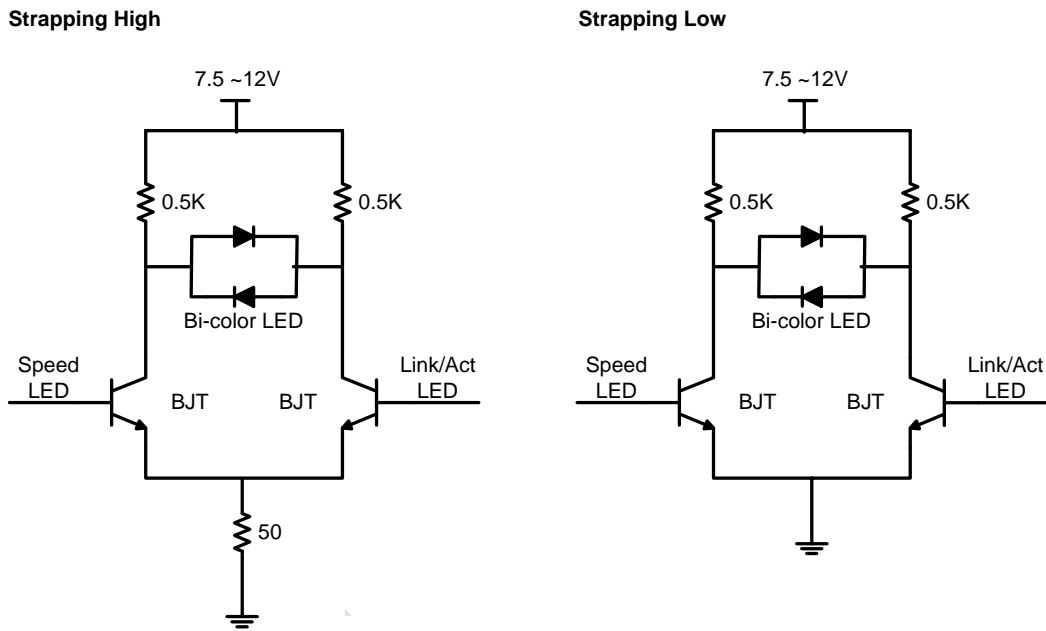 Strapping High
Strapping Low
7.5 ~12V
7.5 ~12V
0.5K
0.5K
0.5K
0.5K
Bi-color LED
Bi-color LED
Speed
LED
BJT
BJT
Link/Act
LED
Speed
LED
BJT
BJT
Link/Act
LED
50